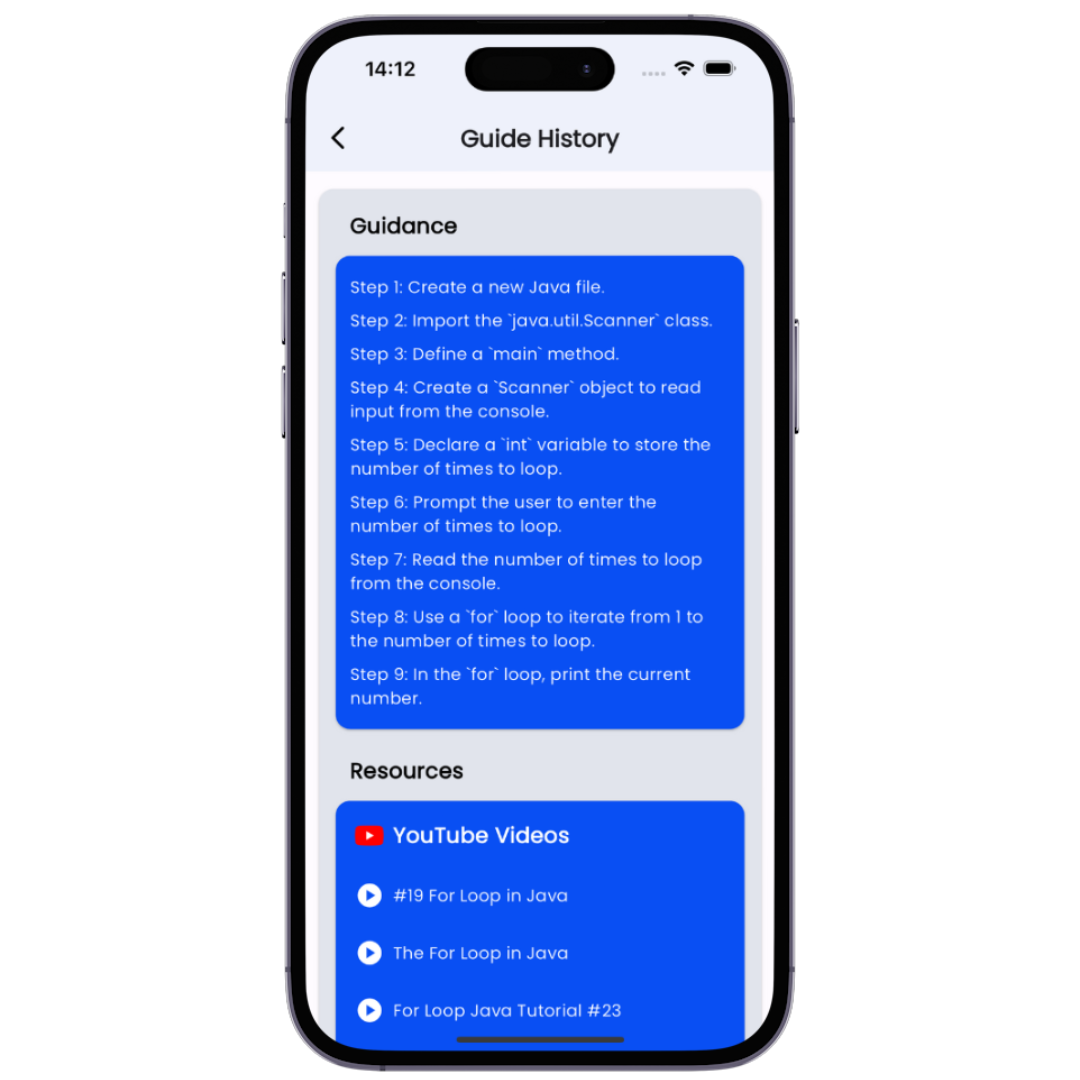 14:12
Guide History
Guidance
Step 1: Create a new Java file.
Step 2: Import the `java.util.Scanner` class.
Step 3: Define a `main` method.
Step 4: Create a `Scanner` object to read
input from the console.
Step 5: Declare a `int` variable to store the
number of times to loop.
Step 6: Prompt the user to enter the
number of times to loop.
Step 7: Read the number of times to loop
from the console.
Step 8: Use a `for` loop to iterate from 1 to
the number of times to loop.
Step 9: In the `for` loop, print the current
number.
Resources
YouTube Videos
#19 For Loop in Java
The For Loop in Java
For Loop Java Tutorial #23